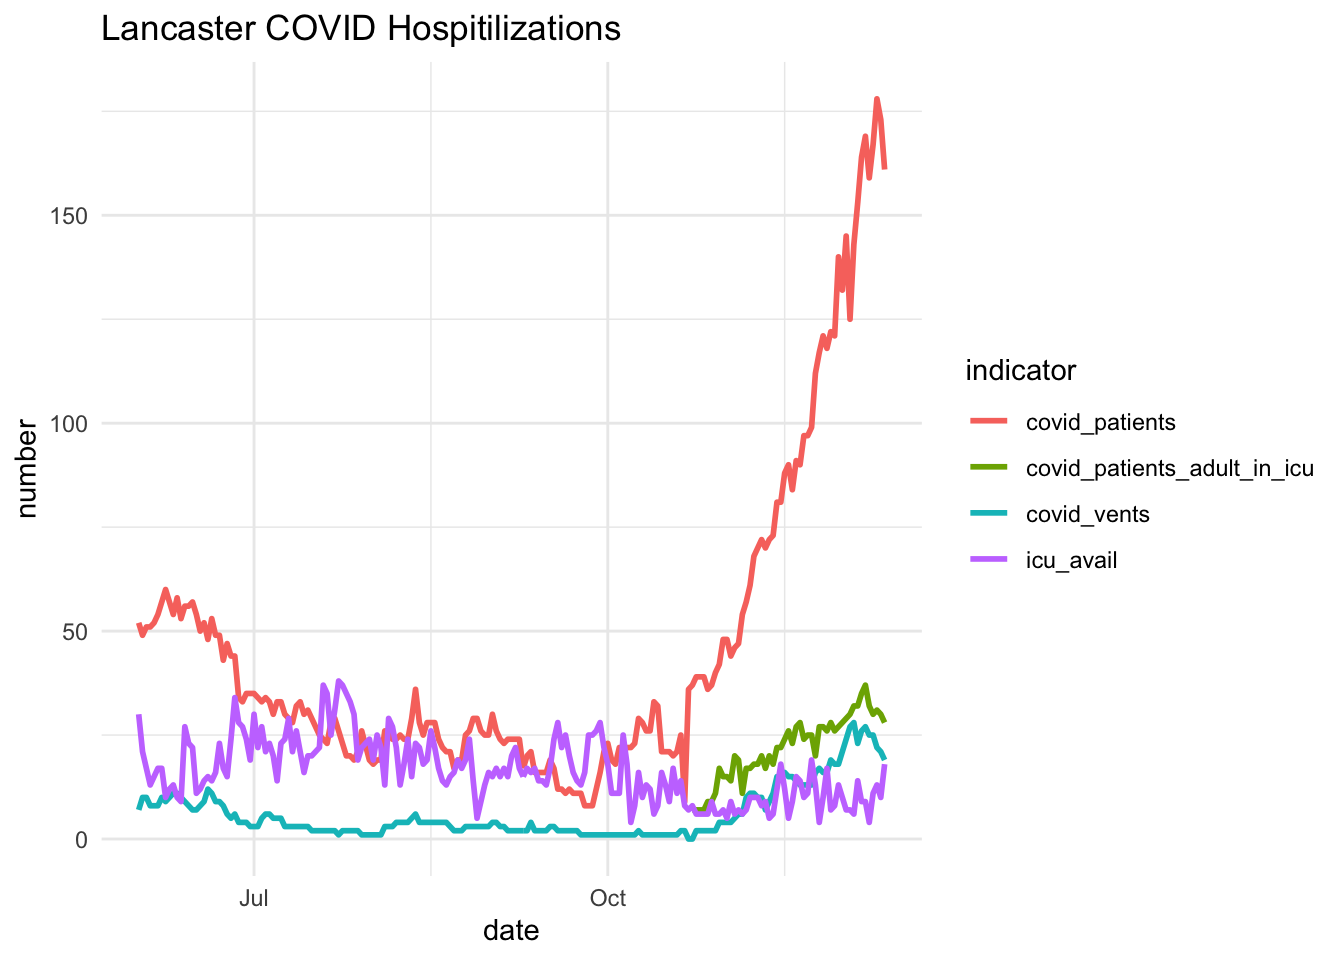 Lancaster COVID Hospitilizations
150
100
50
0
number
Jul
Oct
date
indicator
covid_patients
covid_patients_adult_in_icu
covid_vents
icu_avail